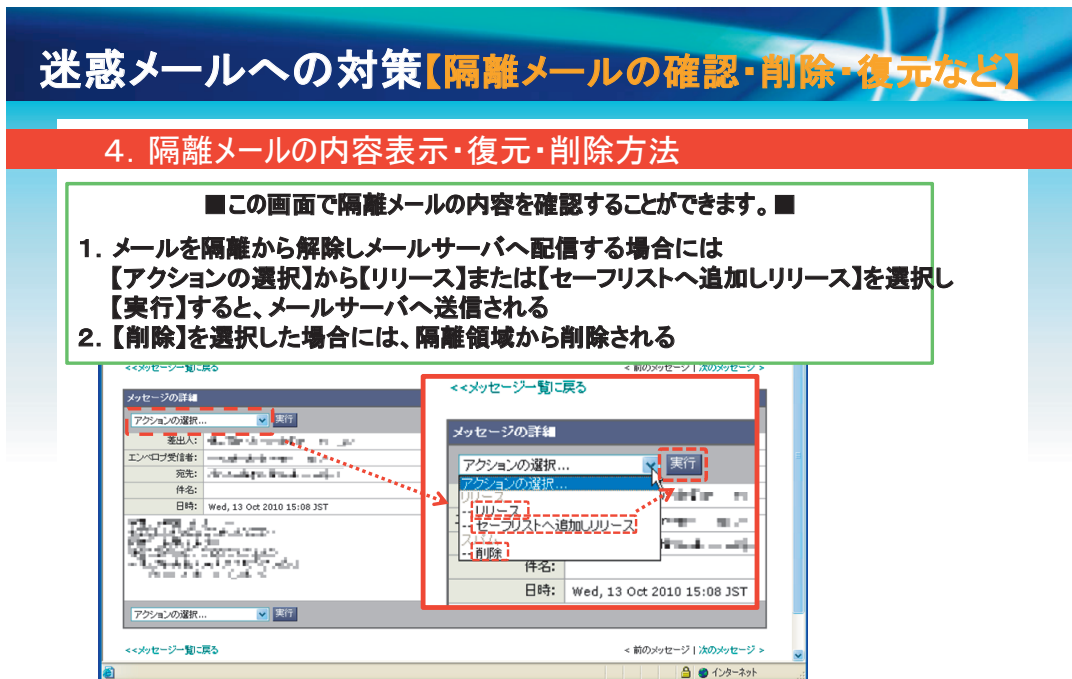 迷惑メールへの対策【隔離メールの確認・削除・復元など】
４．隔離メールの内容表示・復元・削除方法
■この画面で隔離メールの内容を確認することができます。■
１．メールを隔離から解除しメールサーバへ配信する場合には
【アクションの選択】から【リリース】または【セーフリストへ追加しリリース】を選択し
【実行】すると、メールサーバへ送信される
２．【削除】を選択した場合には、隔離領域から削除される
<<メッセージ一覧に戻る
< 前のメッセージ | 次のメッセージ >
メッセージの詳細
アクションの選択...
実行
差出人:
エンベロープ受信者:
宛先:
件名:
日時: Wed, 13 Oct 2010 15:08 JST
アクションの選択...
実行
<<メッセージ一覧に戻る
< 前のメッセージ | 次のメッセージ >
<<メッセージ一覧に戻る
メッセージの詳細
アクションの選択...
実行
アクションの選択...
リリース
-- リリース
-- セーフリストへ追加しリリース
スパム
-- 削除
件名:
日時: Wed, 13 Oct 2010 15:08 JST
インターネット